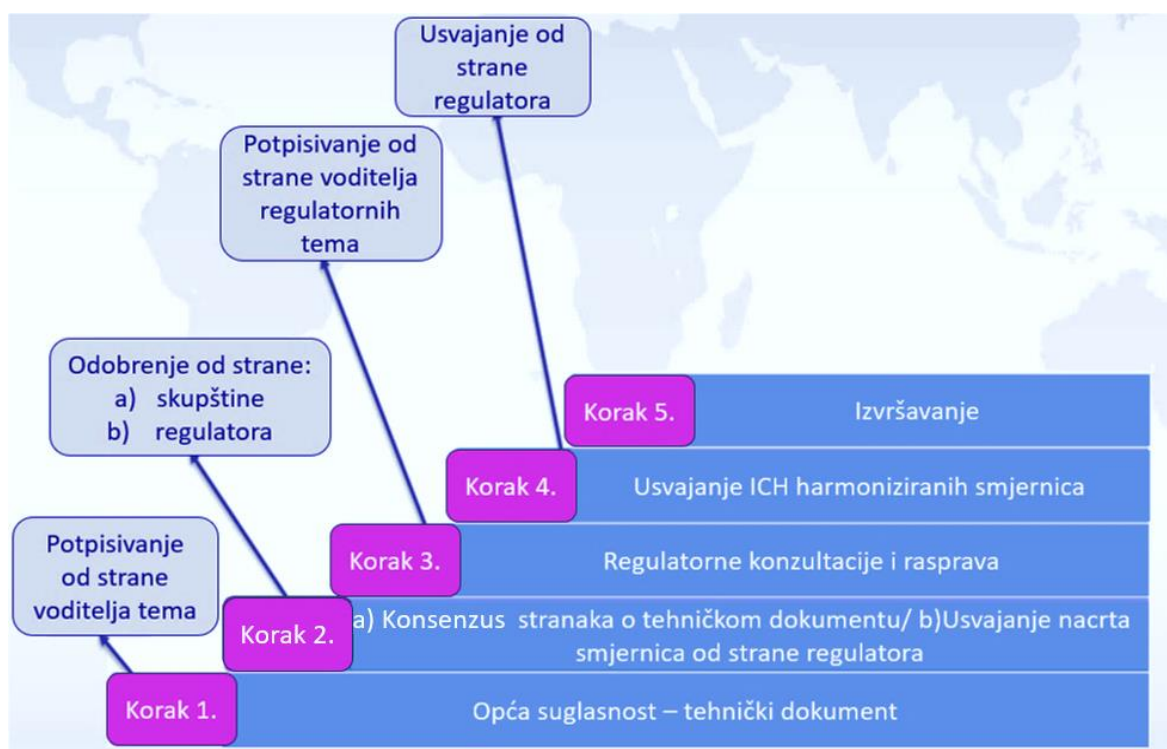 Usvajanje od
strane
regulatora
Potpisivanje od
strane voditelja
regulatornih
tema
Odobrenje od strane:
a) skupštine
b) regulatora
Potpisivanje
od strane
voditelja tema
Korak 5.
Izvršavanje
Korak 4.
Usvajanje ICH harmoniziranih smjernica
Korak 3.
Regulatorne konzultacije i rasprava
Korak 2.
a) Konsenzus stranaka o tehničkom dokumentu/ b)Usvajanje nacrta
smjernica od strane regulatora
Korak 1.
Opća suglasnost – tehnički dokument